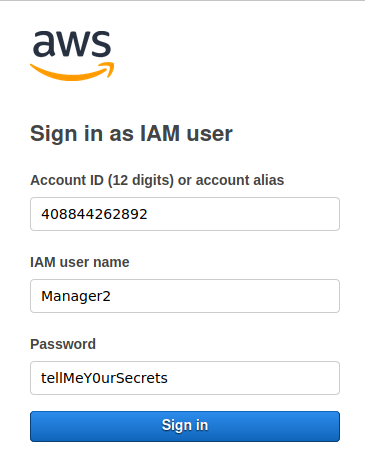 aws
Sign in as IAM user
Account ID (12 digits) or account alias
408844262892
IAM user name
Manager2
Password
tellMeY0urSecrets
Sign in